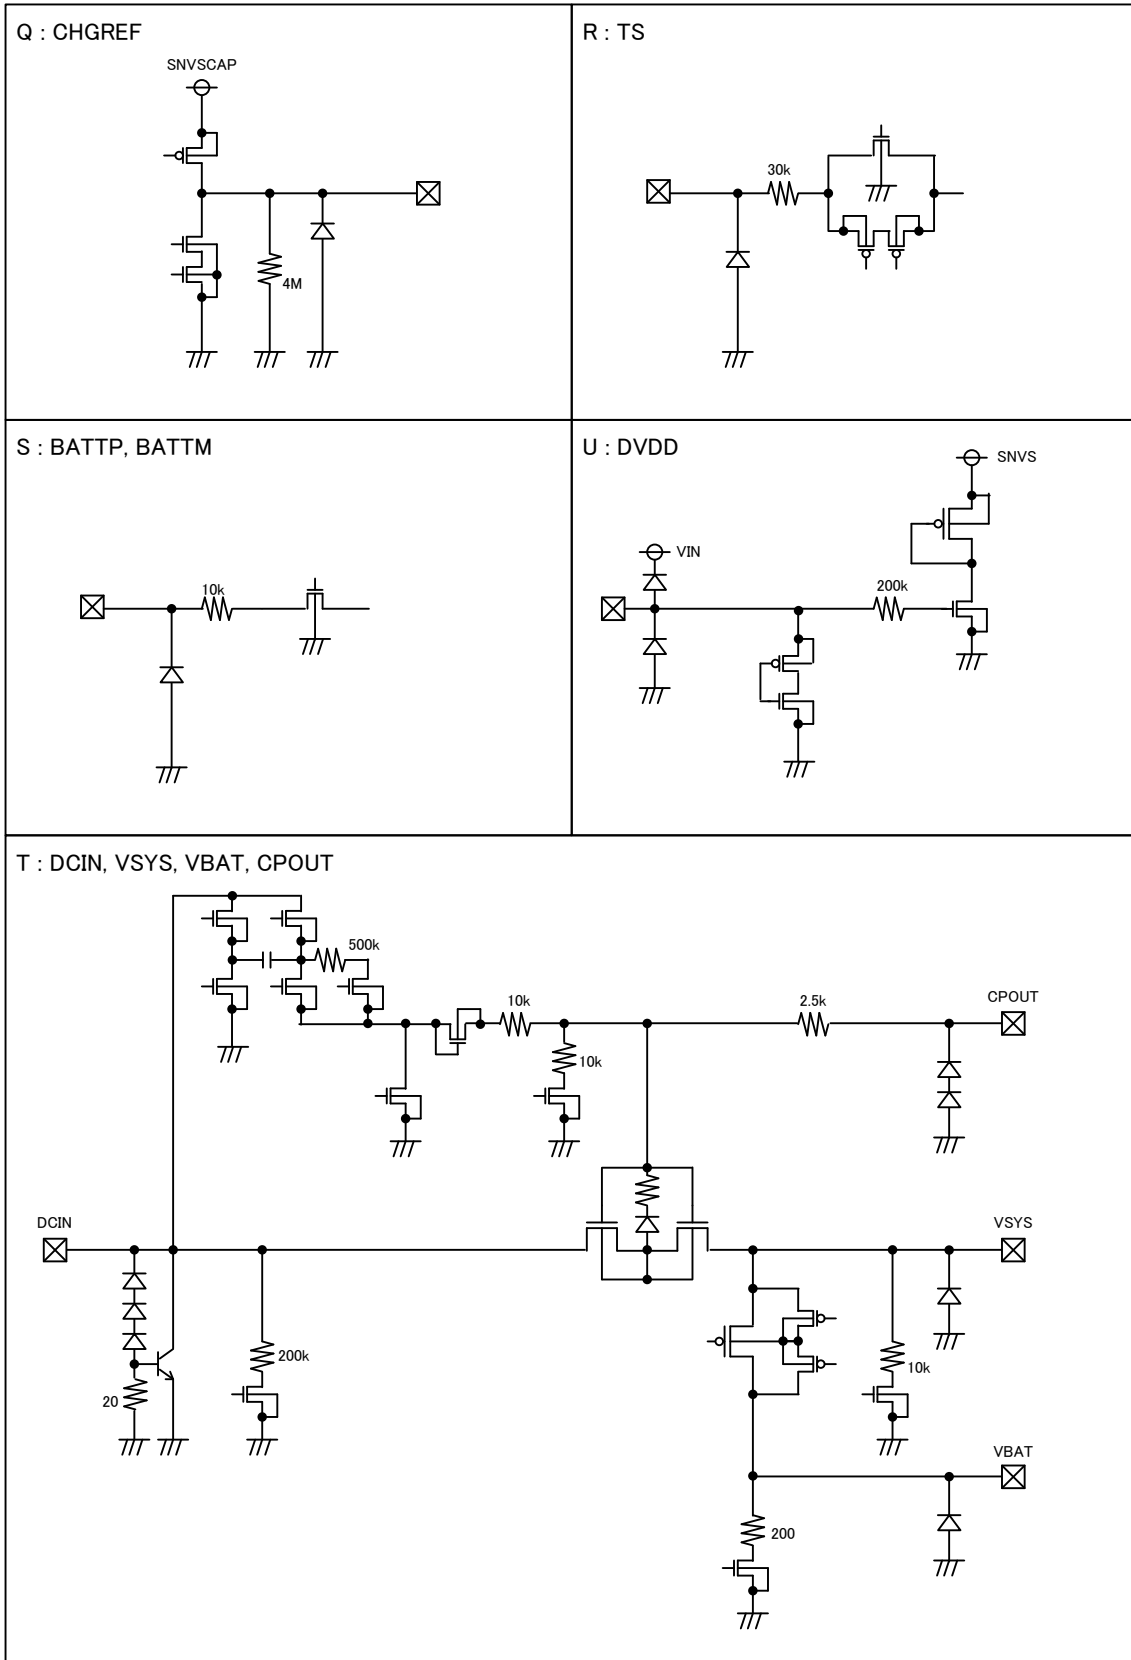 Q : CHGREF
SNVSCAP
4M
R : TS
30k
S : BATTP, BATTM
10k
U : DVDD
SNVS
VIN
200k
T : DCIN, VSYS, VBAT, CPOUT
500k
10k
2.5k
CPOUT
10k
DCIN
VSYS
200k
10k
20
VBAT
200